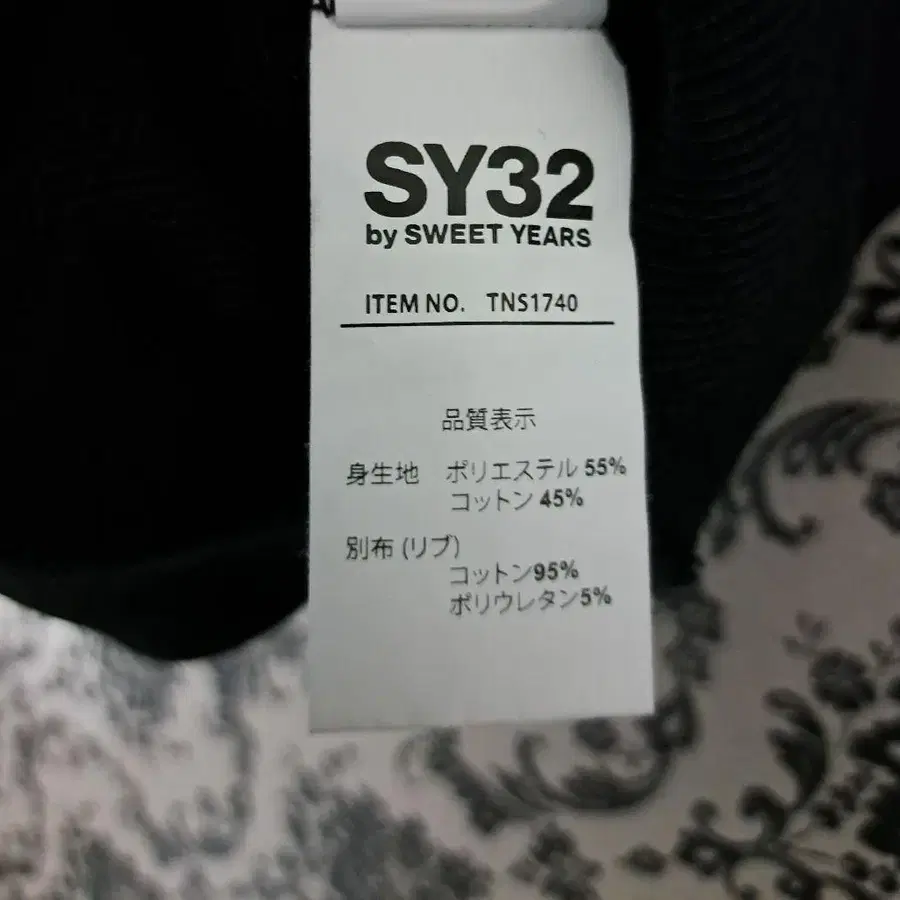 SY32
by SWEET YEARS
ITEM NO. TNS1740
品質表示
身生地 ポリエステル 55%
コットン 45%
別布 (リブ)
コットン95%
ポリウレタン5%